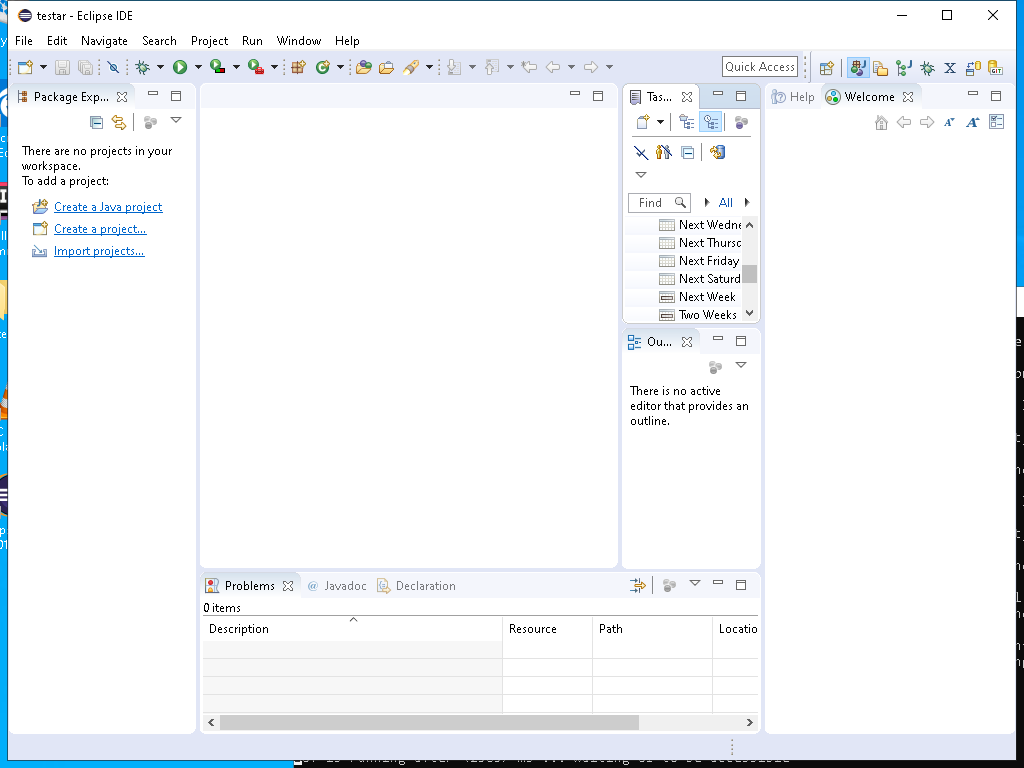 testar - Eclipse IDE
File Edit Navigate Search Project Run Window Help
Quick Access
Package Exp...
There are no projects in your
workspace.
To add a project:
Create a Java project
Create a project...
Import projects...
Tas...
Find
All
Next Wedne
Next Thursd
Next Friday
Next Saturd
Next Week
Two Weeks
Ou...
There is no active
editor that provides an
outline.
Help
Welcome
Problems
@ Javadoc
Declaration
0 items
Description Resource Path Locatio